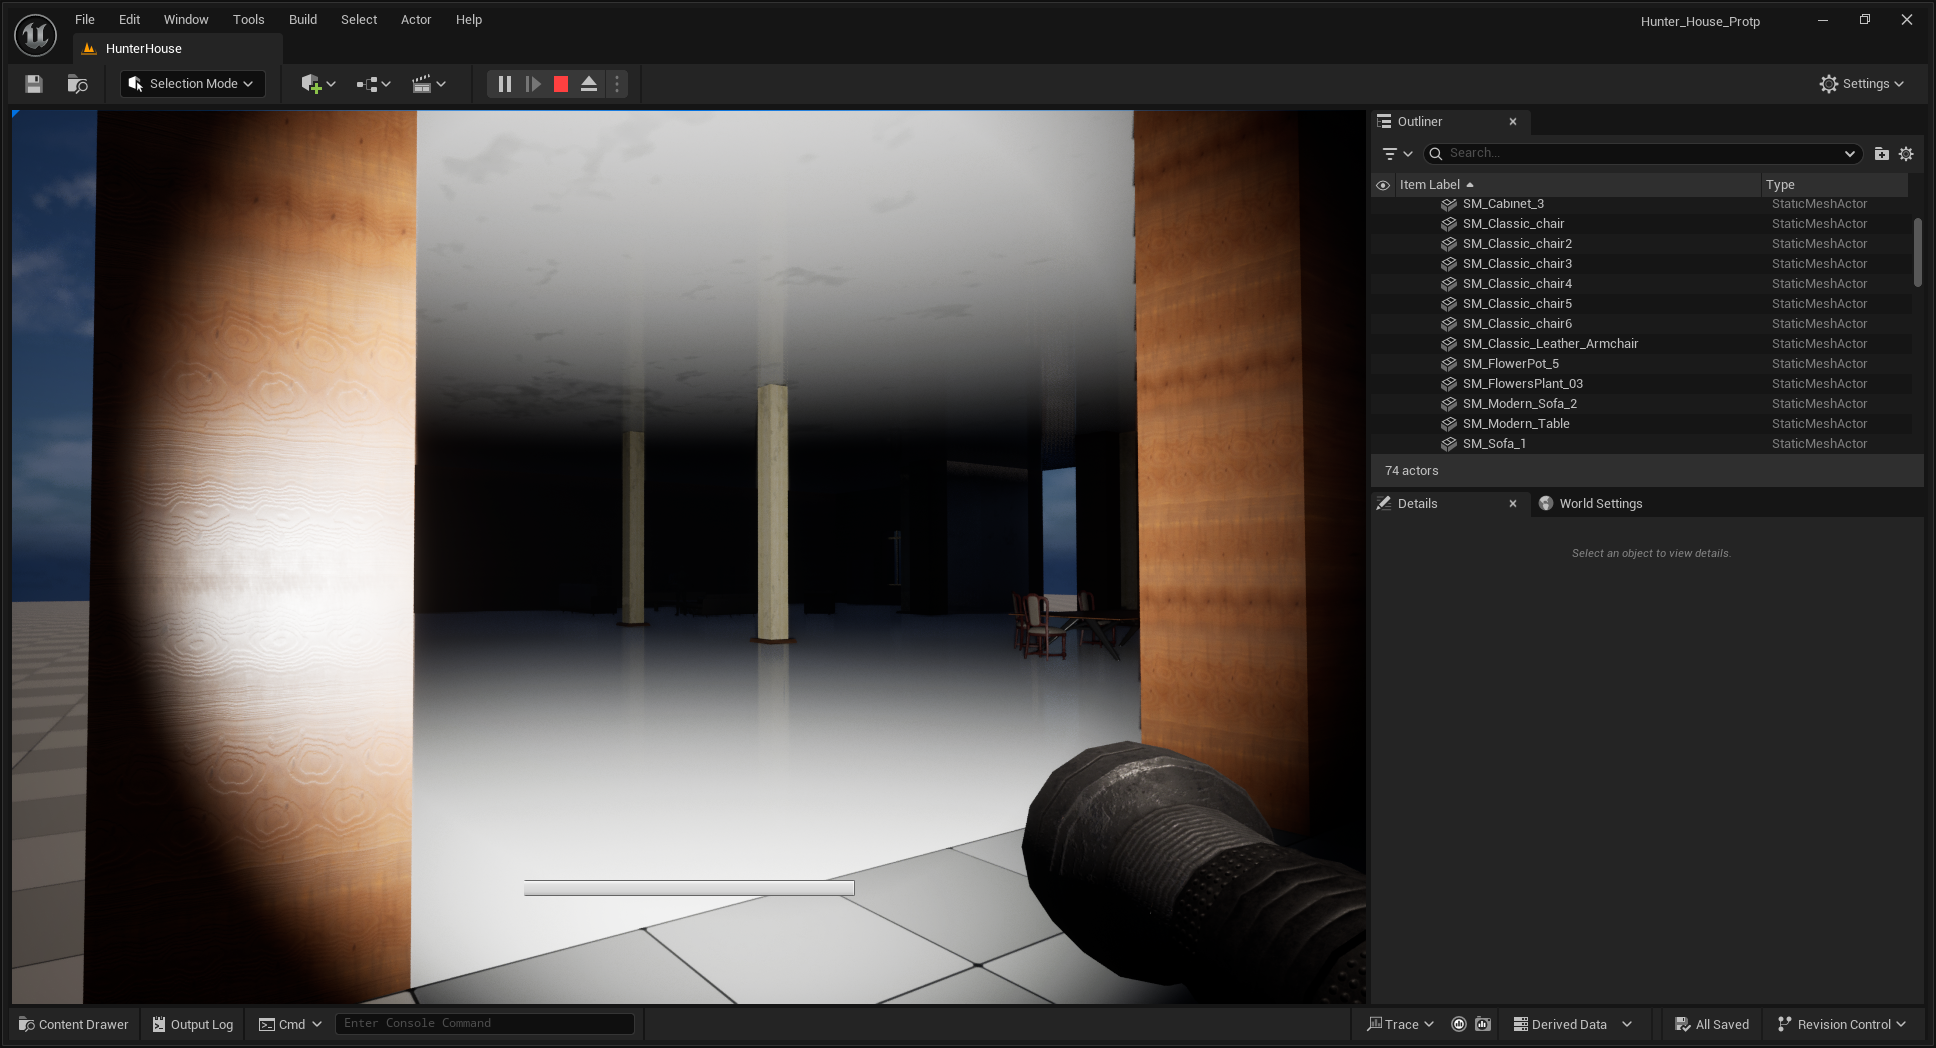 File Edit Window Tools Build Select Actor Help
Hunter_House_Protp
HunterHouse
Selection Mode
Settings
Outliner
Search...
Item Label Type
SM_Cabinet_3 StaticMeshActor
SM_Classic_chair StaticMeshActor
SM_Classic_chair2 StaticMeshActor
SM_Classic_chair3 StaticMeshActor
SM_Classic_chair4 StaticMeshActor
SM_Classic_chair5 StaticMeshActor
SM_Classic_chair6 StaticMeshActor
SM_Classic_Leather_Armchair StaticMeshActor
SM_FlowerPot_5 StaticMeshActor
SM_FlowersPlant_03 StaticMeshActor
SM_Modern_Sofa_2 StaticMeshActor
SM_Modern_Table StaticMeshActor
SM_Sofa_1 StaticMeshActor
74 actors
Details World Settings
Select an object to view details.
Content Drawer Output Log Cmd Enter Console Command Trace Derived Data All Saved Revision Control